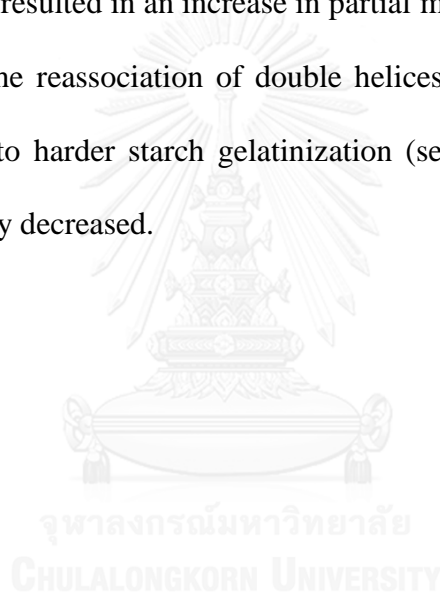 resulted in an increase in partial m
ne reassociation of double helices
to harder starch gelatinization (se
y decreased.
จุฬาลงกรณ์มหาวิทยาลัย
CHULALONGKORN UNIVERSITY